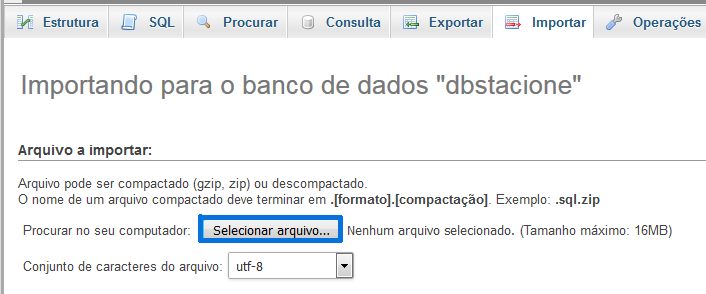 Estrutura SQL Procurar Consulta Exportar Importar Operações
Importando para o banco de dados "dbstacione"
Arquivo a importar:
Arquivo pode ser compactado (gzip, zip) ou descompactado.
O nome de um arquivo compactado deve terminar em .[formato].[compactação]. Exemplo: .sql.zip
Procurar no seu computador: Selecionar arquivo... Nenhum arquivo selecionado. (Tamanho máximo: 16MB)
Conjunto de caracteres do arquivo: utf-8